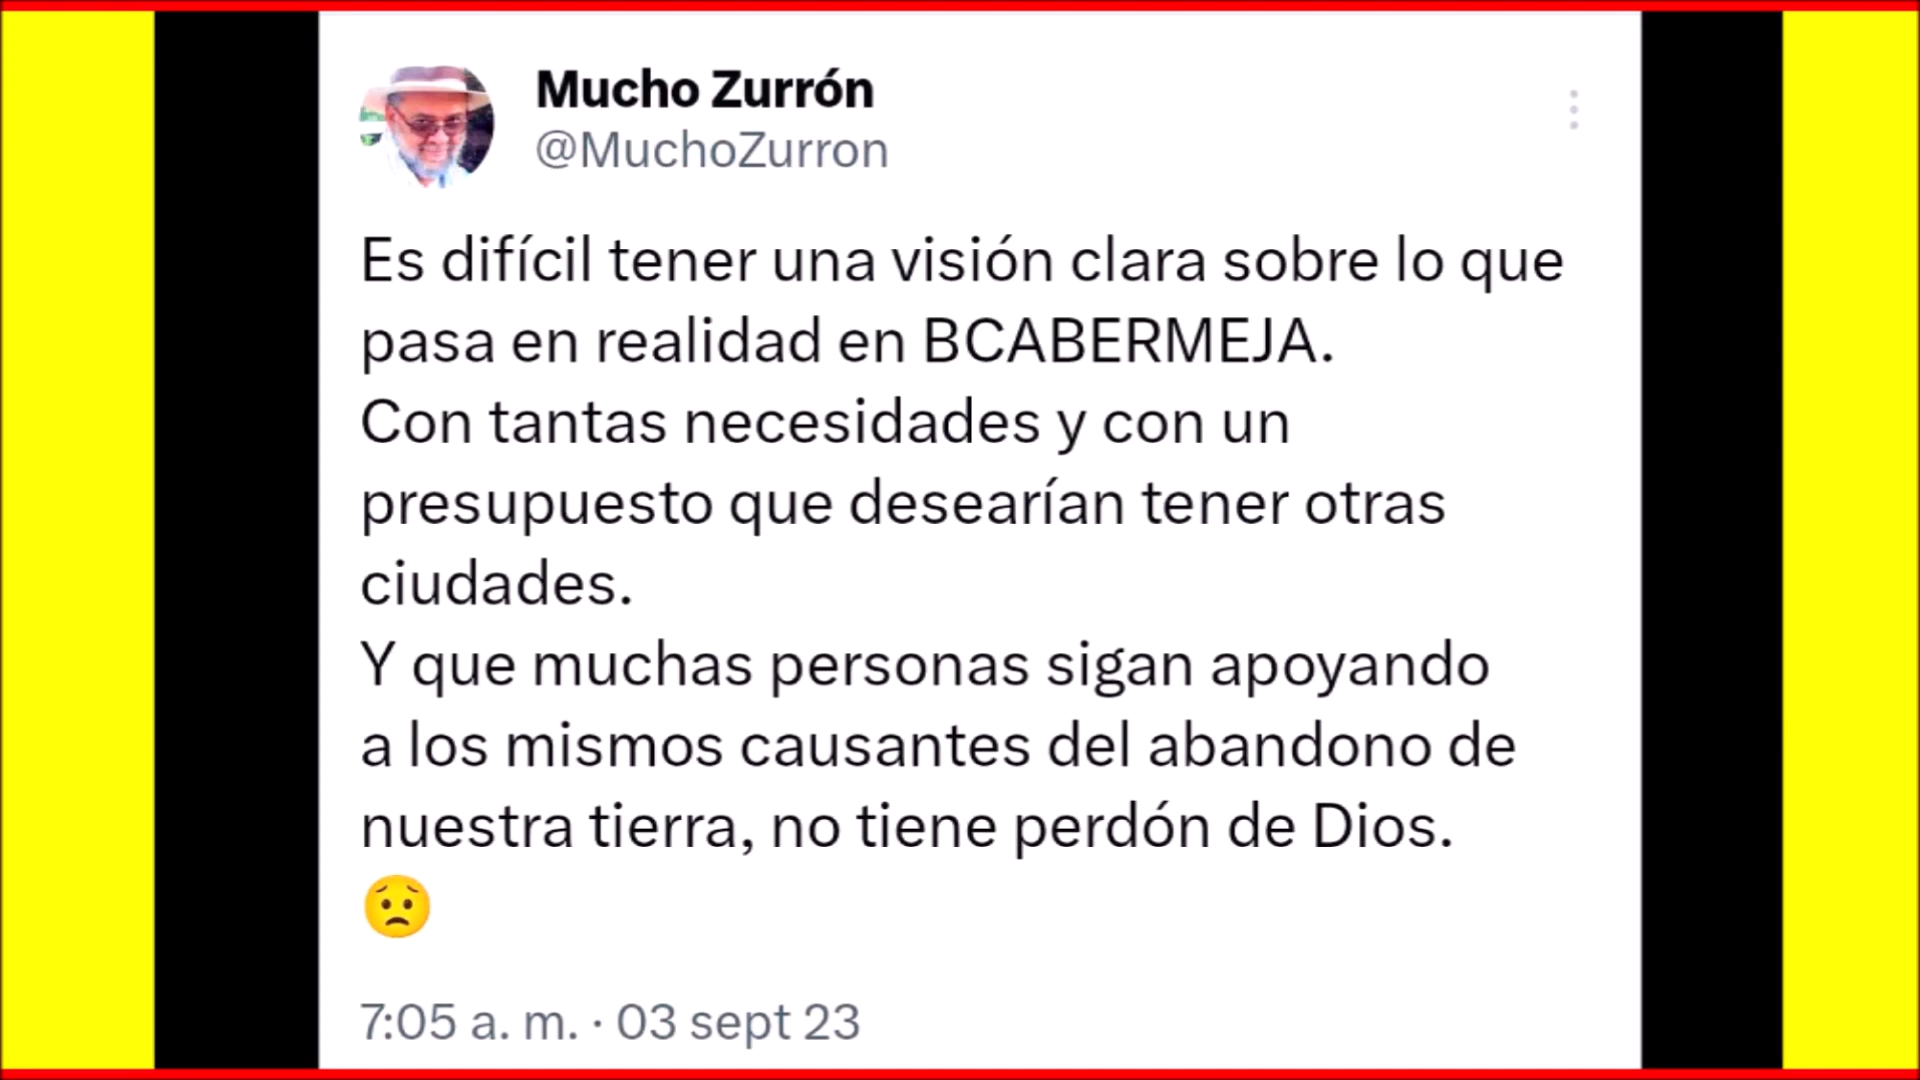 Mucho Zurrón
@MuchoZurron
Es difícil tener una visión clara sobre lo que
pasa en realidad en BCABERMEJA.
Con tantas necesidades y con un
presupuesto que desearían tener otras
ciudades.
Y que muchas personas sigan apoyando
a los mismos causantes del abandono de
nuestra tierra, no tiene perdón de Dios.
😟
7:05 a. m. · 03 sept 23